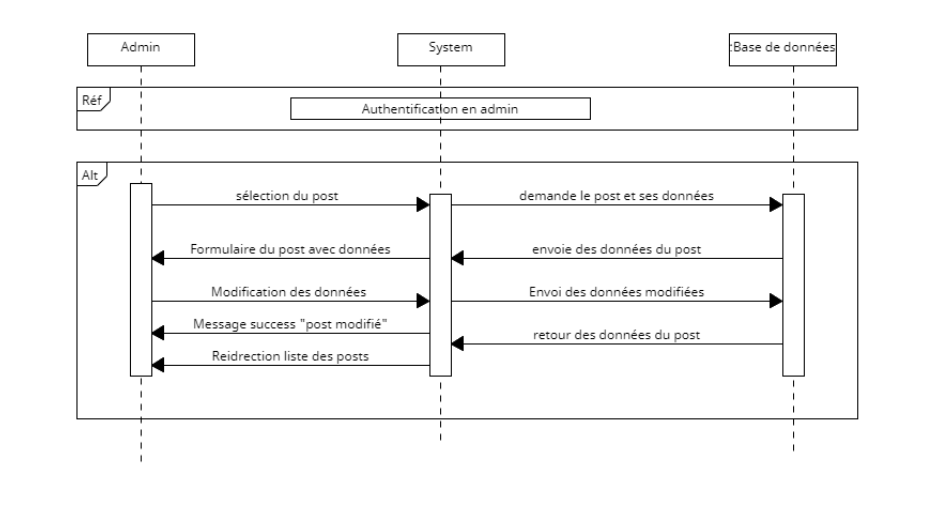 Admin
System
:Base de données
Réf
Authentification en admin
Alt
sélection du post
demande le post et ses données
Formulaire du post avec données
envoie des données du post
Modification des données
Envoi des données modifiées
Message success "post modifié"
retour des données du post
Reidrection liste des posts